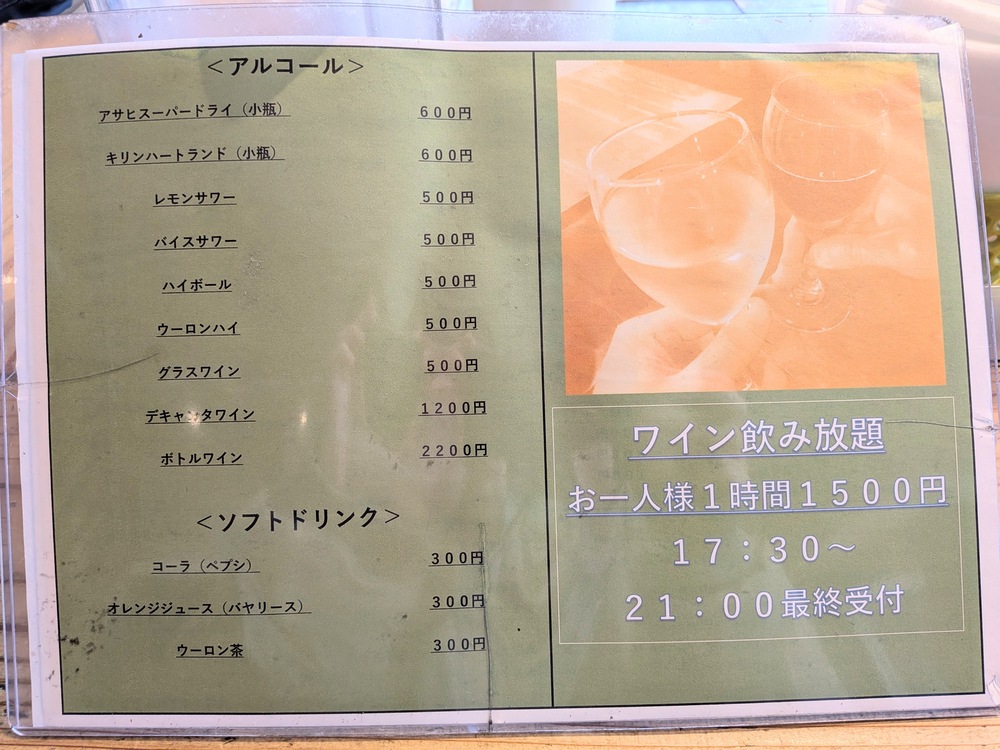 ＜アルコール＞
アサヒスーパードライ（小瓶） ６００円
キリンハートランド（小瓶） ６００円
レモンサワー ５００円
バイスサワー ５００円
ハイボール ５００円
ウーロンハイ ５００円
グラスワイン ５００円
デキャンタワイン １２００円
ボトルワイン ２２００円
＜ソフトドリンク＞
コーラ（ペプシ） ３００円
オレンジジュース（バヤリース） ３００円
ウーロン茶 ３００円
ワイン飲み放題
お一人様１時間１５００円
１７：３０～
２１：００最終受付